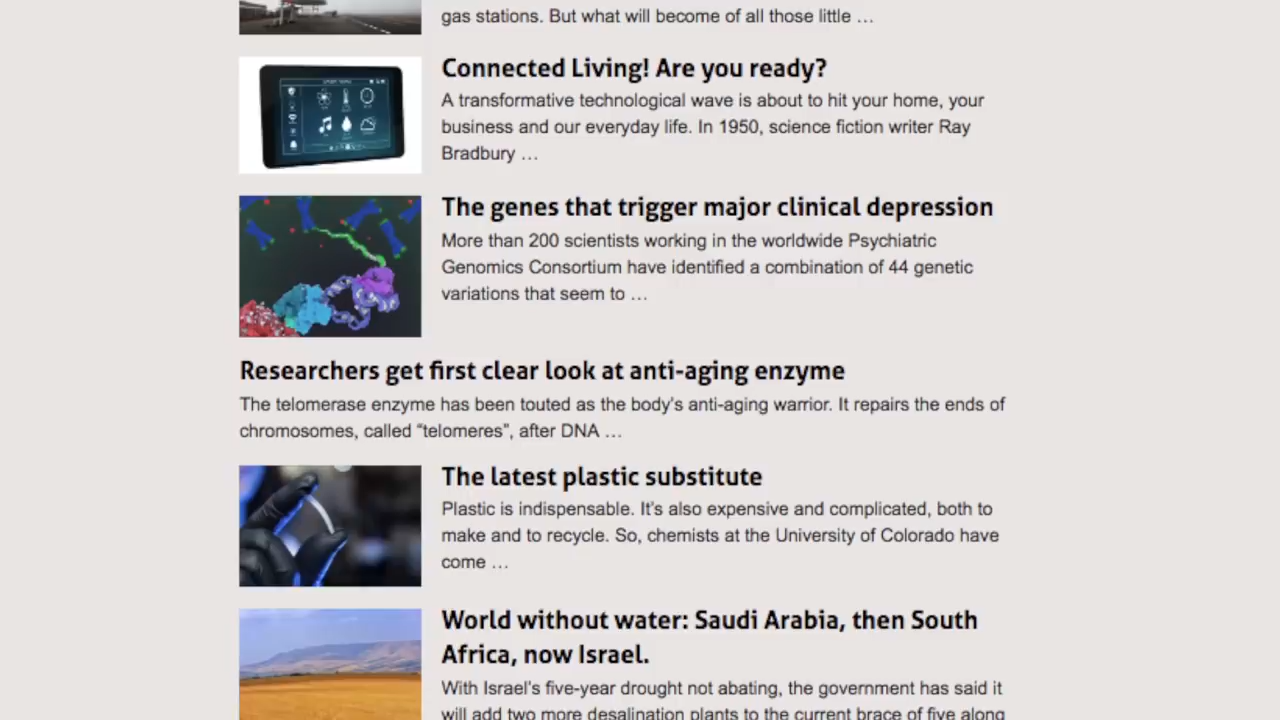 gas stations. But what will become of all those little …
Connected Living! Are you ready?
A transformative technological wave is about to hit your home, your
business and our everyday life. In 1950, science fiction writer Ray
Bradbury …
The genes that trigger major clinical depression
More than 200 scientists working in the worldwide Psychiatric
Genomics Consortium have identified a combination of 44 genetic
variations that seem to …
Researchers get first clear look at anti-aging enzyme
The telomerase enzyme has been touted as the body's anti-aging warrior. It repairs the ends of
chromosomes, called “telomeres”, after DNA …
The latest plastic substitute
Plastic is indispensable. It's also expensive and complicated, both to
make and to recycle. So, chemists at the University of Colorado have
come …
World without water: Saudi Arabia, then South
Africa, now Israel.
With Israel's five-year drought not abating, the government has said it
will add two more desalination plants to the current brace of five along